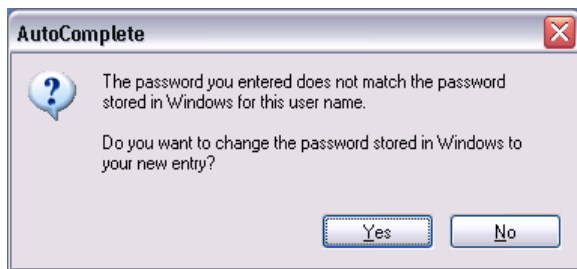 AutoComplete
The password you entered does not match the password
stored in Windows for this user name.
Do you want to change the password stored in Windows to
your new entry?
Yes
No